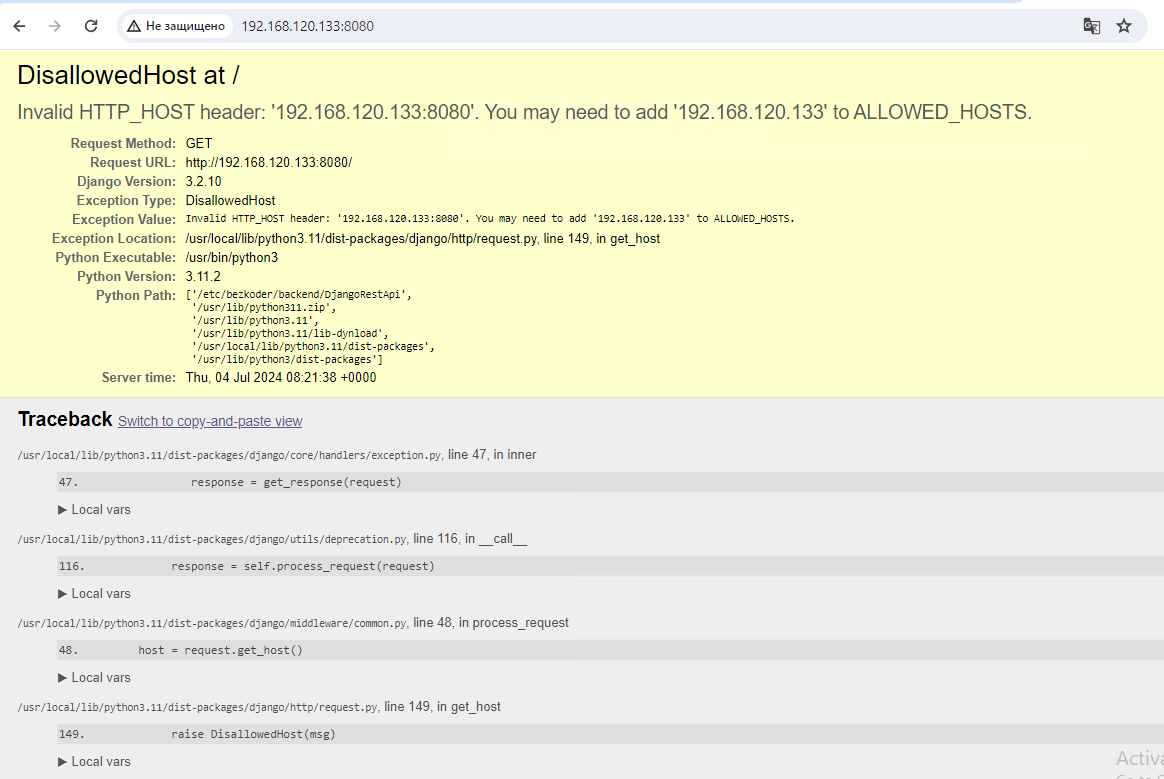 Не защищено
192.168.120.133:8080
DisallowedHost at /
Invalid HTTP_HOST header: '192.168.120.133:8080'. You may need to add '192.168.120.133' to ALLOWED_HOSTS.
Request Method: GET
Request URL: http://192.168.120.133:8080/
Django Version: 3.2.10
Exception Type: DisallowedHost
Exception Value: Invalid HTTP_HOST header: '192.168.120.133:8080'. You may need to add '192.168.120.133' to ALLOWED_HOSTS.
Exception Location: /usr/local/lib/python3.11/dist-packages/django/http/request.py, line 149, in get_host
Python Executable: /usr/bin/python3
Python Version: 3.11.2
Python Path: ['/etc/bezkoder/backend/DjangoRestApi',
'/usr/lib/python311.zip',
'/usr/lib/python3.11',
'/usr/lib/python3.11/lib-dynload',
'/usr/local/lib/python3.11/dist-packages',
'/usr/lib/python3/dist-packages']
Server time: Thu, 04 Jul 2024 08:21:38 +0000
Traceback Switch to copy-and-paste view
/usr/local/lib/python3.11/dist-packages/django/core/handlers/exception.py, line 47, in inner
47. response = get_response(request)
▶ Local vars
/usr/local/lib/python3.11/dist-packages/django/utils/deprecation.py, line 116, in __call__
116. response = self.process_request(request)
▶ Local vars
/usr/local/lib/python3.11/dist-packages/django/middleware/common.py, line 48, in process_request
48. host = request.get_host()
▶ Local vars
/usr/local/lib/python3.11/dist-packages/django/http/request.py, line 149, in get_host
149. raise DisallowedHost(msg)
▶ Local vars
Activa